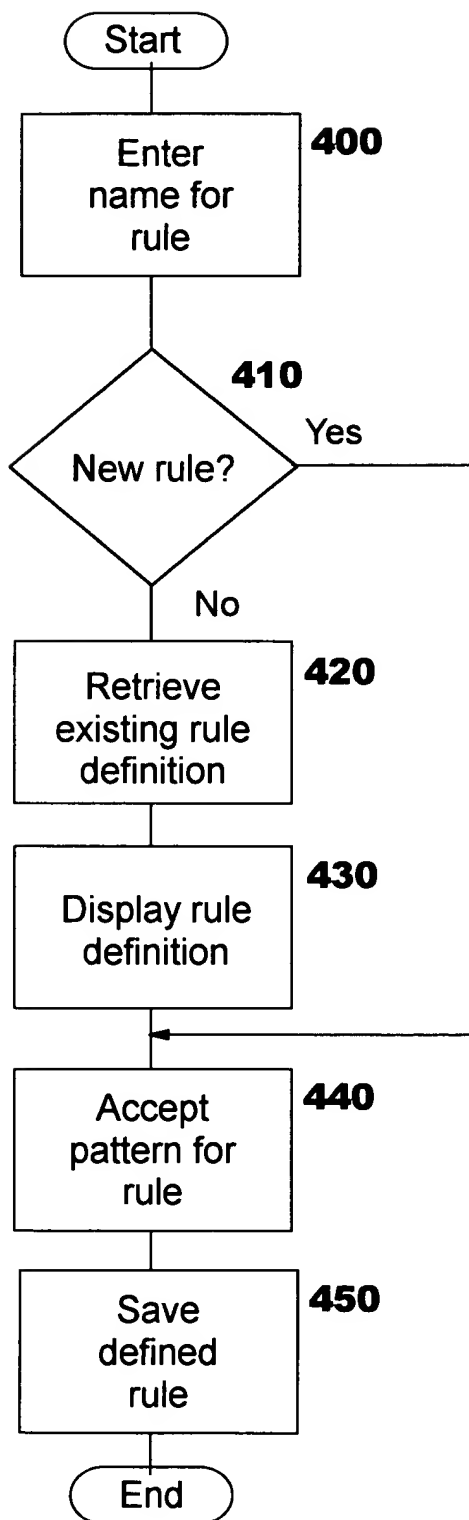 Start
400
Enter
name for
rule
410
New rule?
Yes
No
420
Retrieve
existing rule
definition
430
Display rule
definition
440
Accept
pattern for
rule
450
Save
defined
rule
End